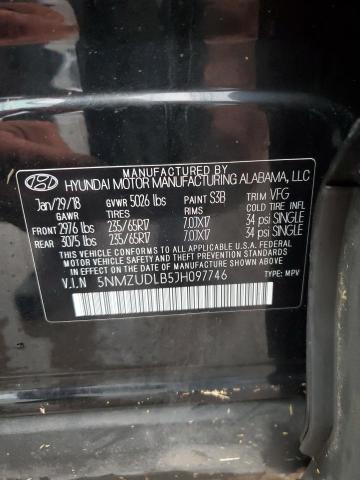 MANUFACTURED BY
HYUNDAI MOTOR MANUFACTURING ALABAMA, LLC
Jan/29/18 GVWR 5026 lbs PAINT S3B TRIM VFG
GAWR TIRES RIMS COLD TIRE INFL
FRONT 2976 lbs 235/65R17 7.0JX17 34 psi SINGLE
REAR 3075 lbs 235/65R17 7.0JX17 34 psi SINGLE
THIS VEHICLE CONFORMS TO ALL APPLICABLE U.S.A. FEDERAL MOTOR
VEHICLE SAFETY AND THEFT PREVENTION STANDARDS IN EFFECT
ON THE DATE OF MANUFACTURE SHOWN ABOVE.
V.I.N 5NMZUDLB5JH097746 TYPE: MPV